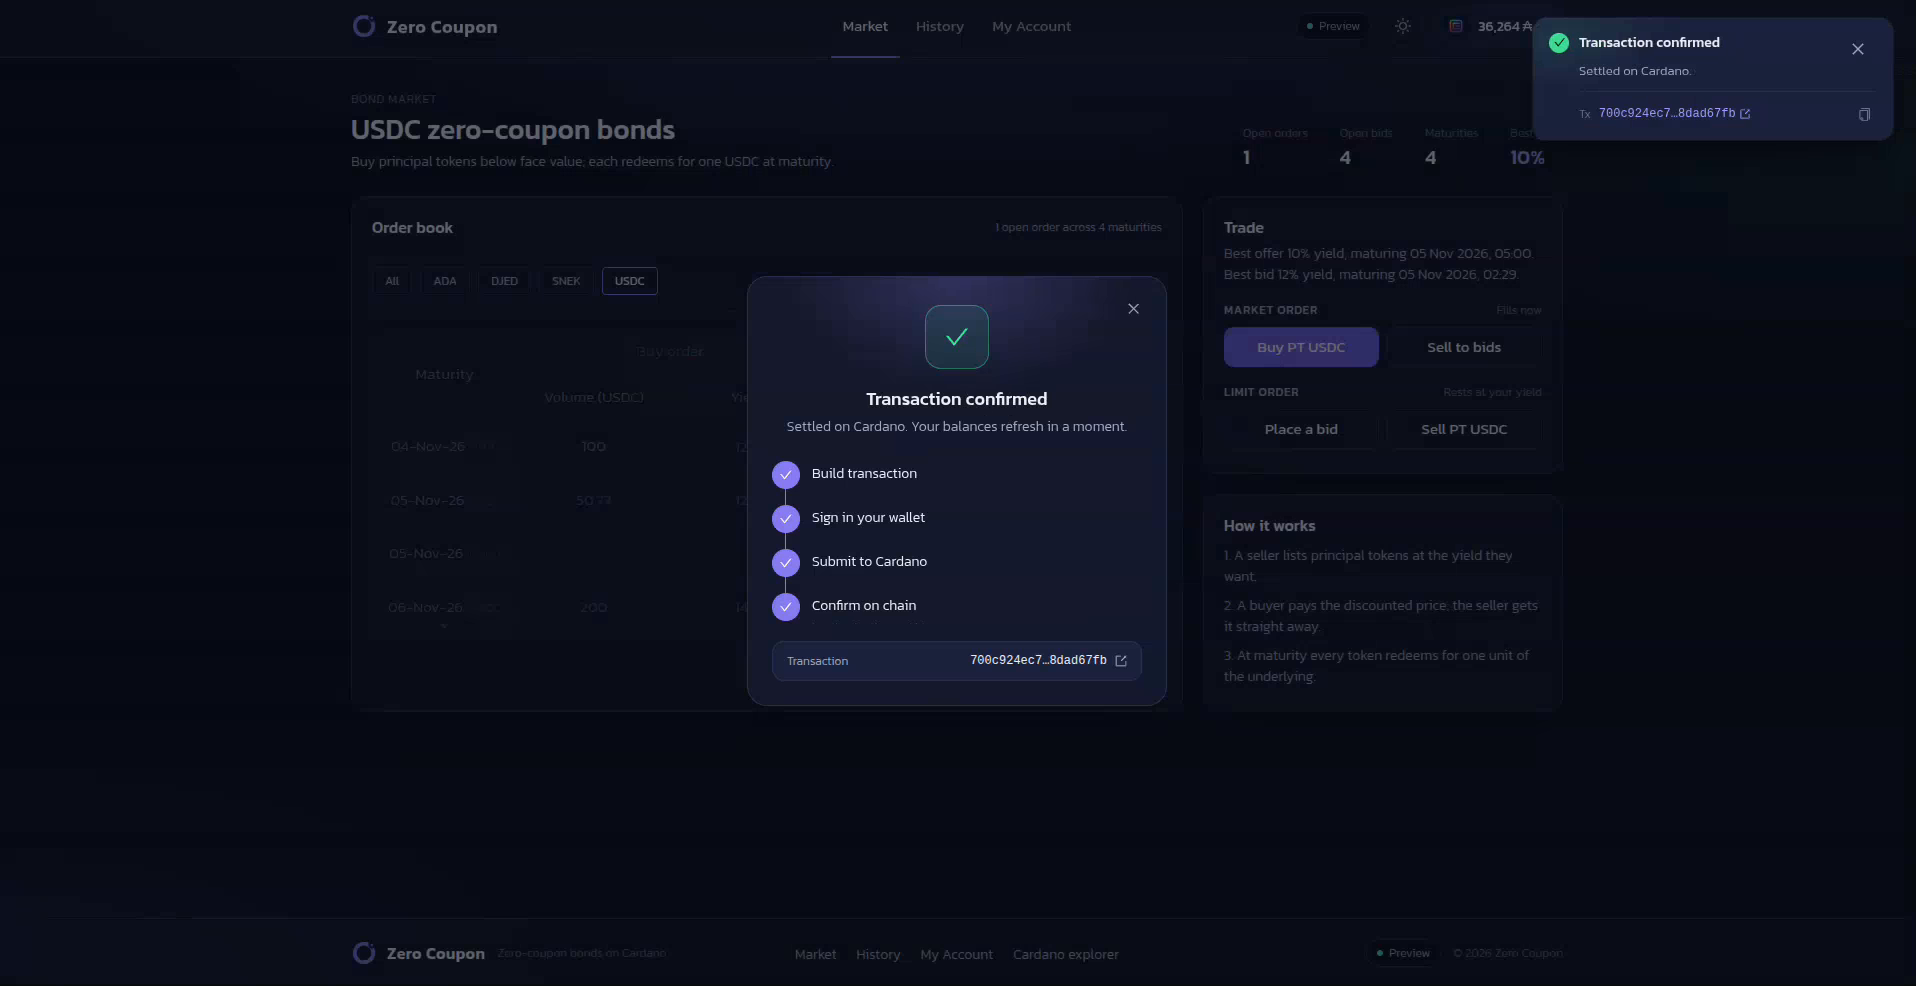 Zero Coupon
Market
History
My Account
Preview
36,264 ₳
Transaction confirmed
Settled on Cardano.
Tx 700c924ec7…8dad67fb
BOND MARKET
USDC zero-coupon bonds
Buy principal tokens below face value; each redeems for one USDC at maturity.
Open orders
1
Open bids
4
Maturities
4
Best
10%
Order book
1 open order across 4 maturities
All
ADA
DJED
SNEK
USDC
Buy order
Maturity
Volume (USDC)
04-Nov-26
100
05-Nov-26
50.73
05-Nov-26
06-Nov-26
200
Transaction confirmed
Settled on Cardano. Your balances refresh in a moment.
Build transaction
Sign in your wallet
Submit to Cardano
Confirm on chain
Transaction
700c924ec7…8dad67fb
Trade
Best offer 10% yield, maturing 05 Nov 2026, 05:00.
Best bid 12% yield, maturing 05 Nov 2026, 02:29.
MARKET ORDER
Fills now
Buy PT USDC
Sell to bids
LIMIT ORDER
Rests at your yield
Place a bid
Sell PT USDC
How it works
1. A seller lists principal tokens at the yield they
want.
2. A buyer pays the discounted price; the seller gets
it straight away.
3. At maturity every token redeems for one unit of
the underlying.
Zero Coupon
Zero-coupon bonds on Cardano
Market
History
My Account
Cardano explorer
Preview
© 2026 Zero Coupon